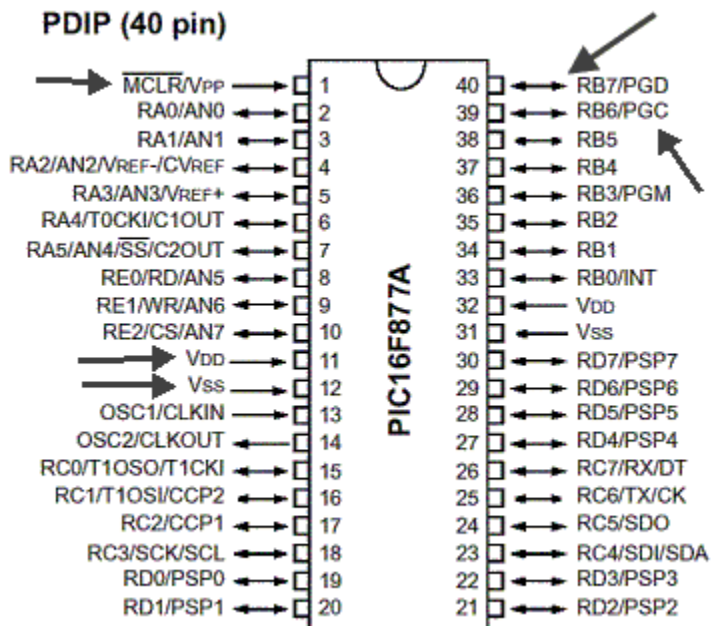 PDIP (40 pin)
MCLR/VPP 1 40 RB7/PGD
RA0/AN0 2 39 RB6/PGC
RA1/AN1 3 38 RB5
RA2/AN2/VREF-/CVREF 4 37 RB4
RA3/AN3/VREF+ 5 36 RB3/PGM
RA4/T0CKI/C1OUT 6 35 RB2
RA5/AN4/SS/C2OUT 7 34 RB1
RE0/RD/AN5 8 33 RB0/INT
RE1/WR/AN6 9 32 VDD
RE2/CS/AN7 10 31 VSS
VDD 11 30 RD7/PSP7
VSS 12 29 RD6/PSP6
OSC1/CLKIN 13 28 RD5/PSP5
OSC2/CLKOUT 14 27 RD4/PSP4
RC0/T1OSO/T1CKI 15 26 RC7/RX/DT
RC1/T1OSI/CCP2 16 25 RC6/TX/CK
RC2/CCP1 17 24 RC5/SDO
RC3/SCK/SCL 18 23 RC4/SDI/SDA
RD0/PSP0 19 22 RD3/PSP3
RD1/PSP1 20 21 RD2/PSP2
PIC16F877A